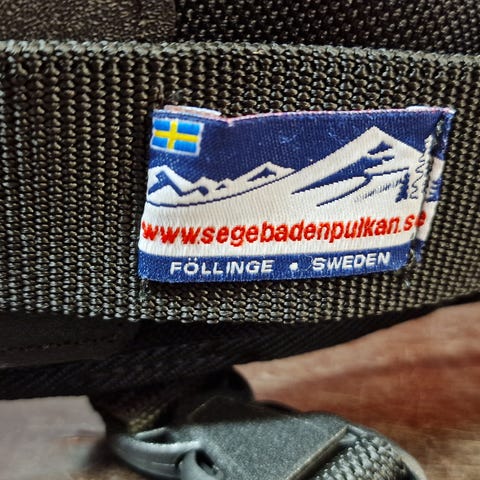 www.segebadenpulkan.se
FÖLLINGE • SWEDEN